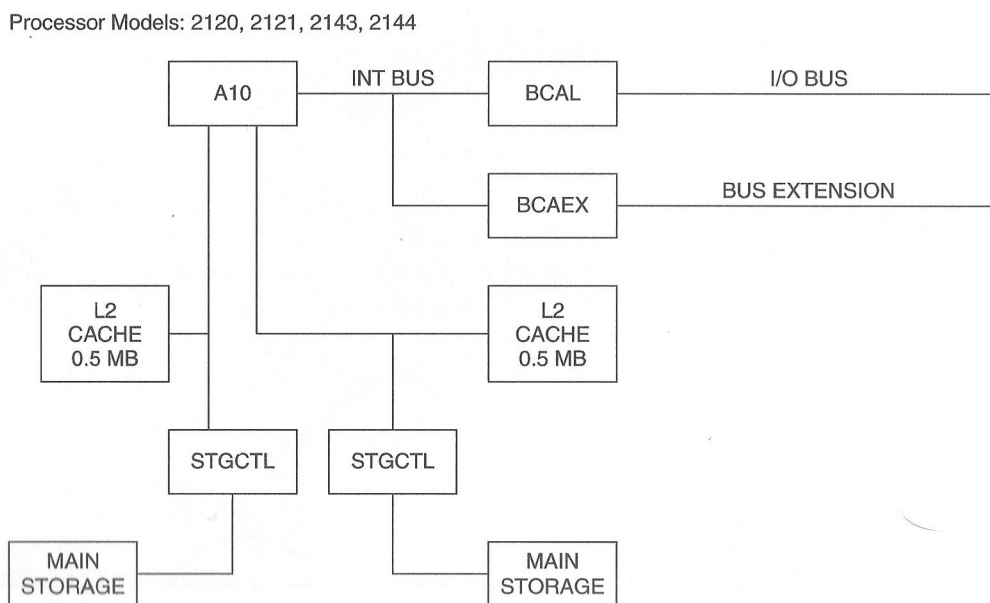 Processor Models: 2120, 2121, 2143, 2144
A10
INT BUS
BCAL
I/O BUS
BCAEX
BUS EXTENSION
L2
CACHE
0.5 MB
L2
CACHE
0.5 MB
STGCTL
STGCTL
MAIN
STORAGE
MAIN
STORAGE